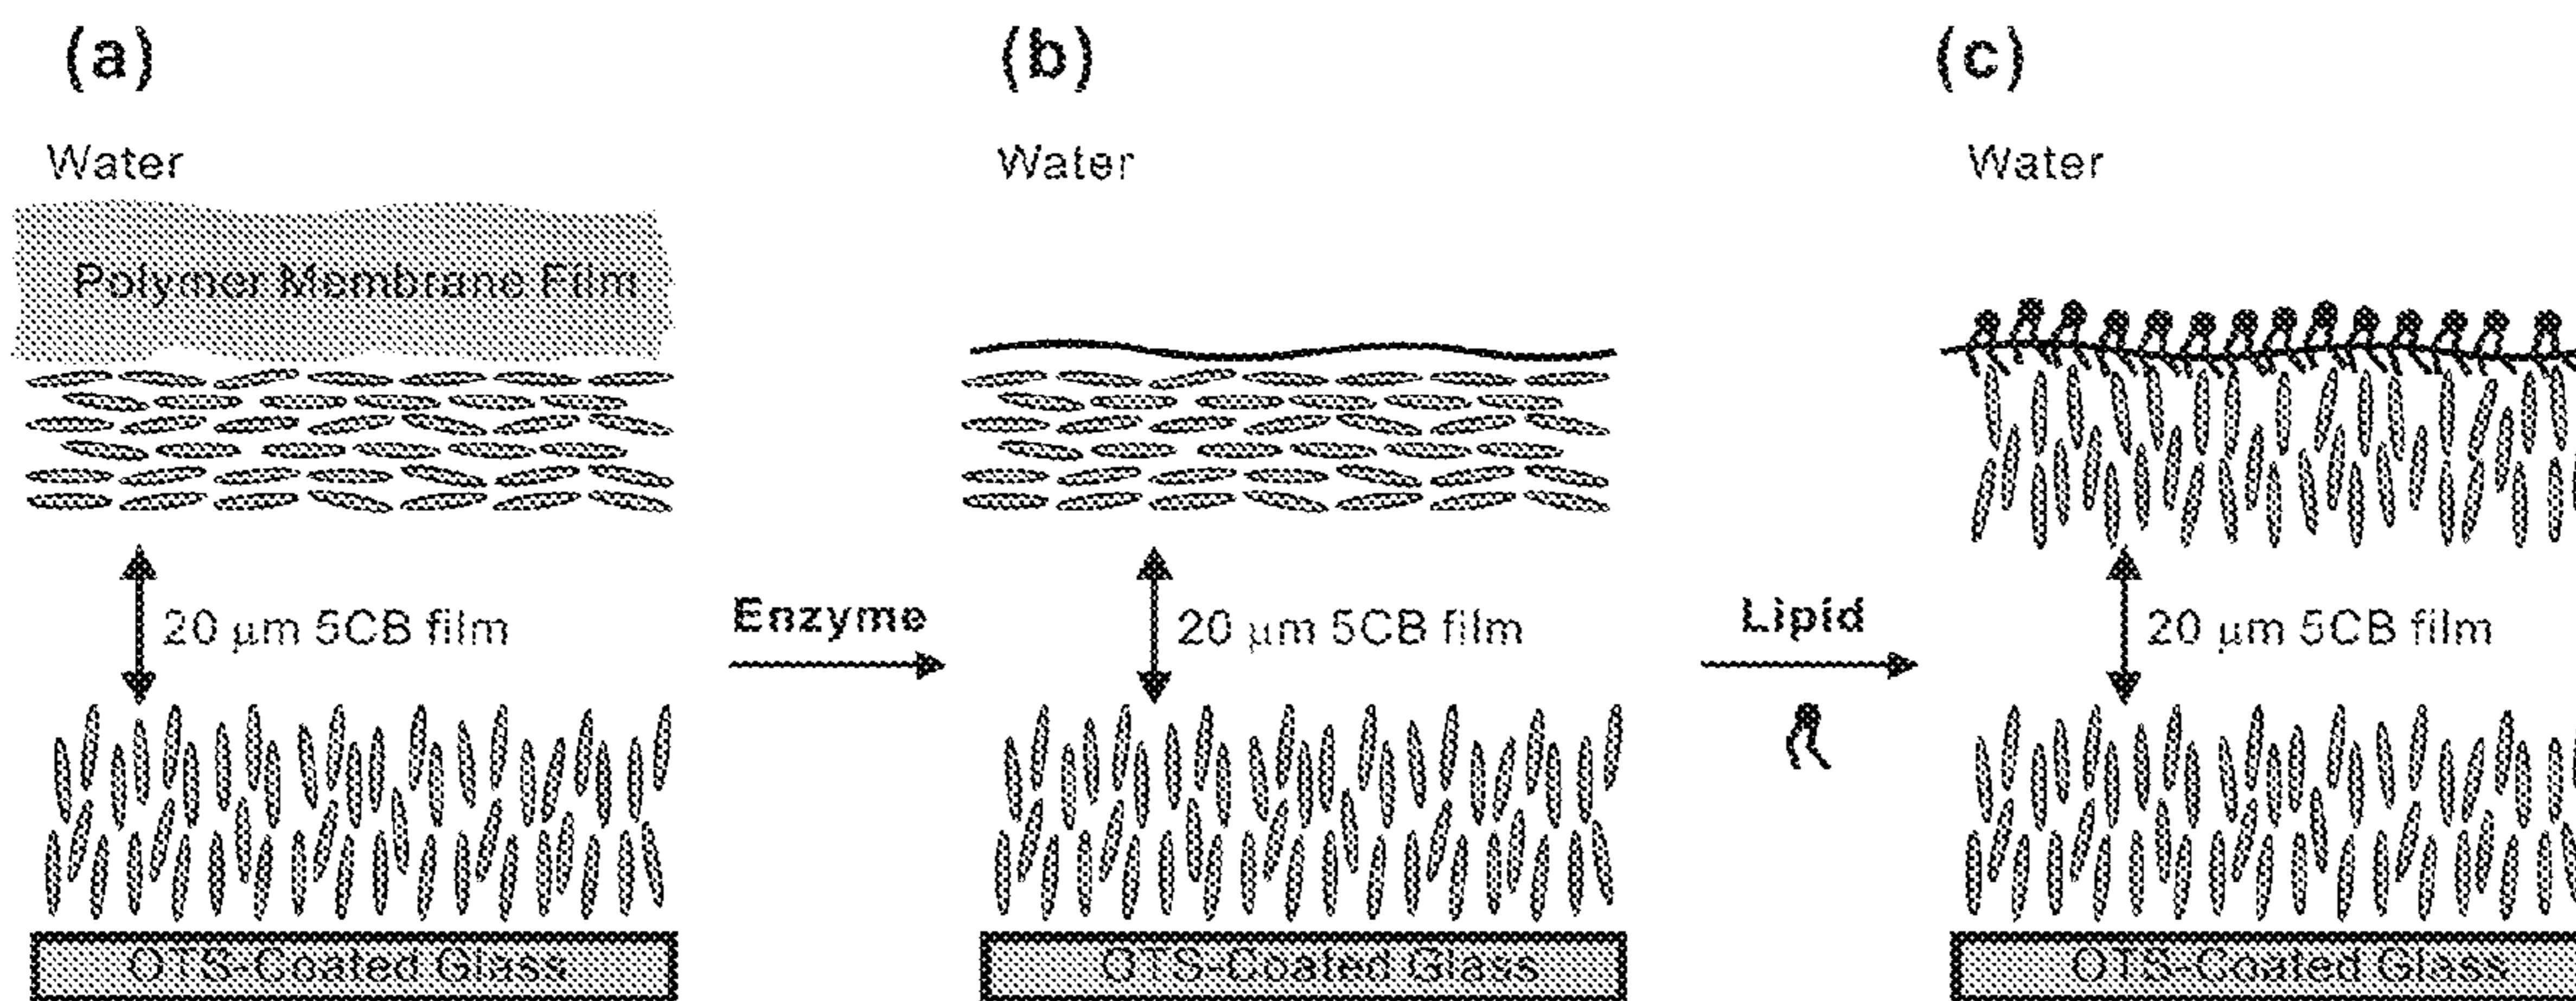 (a)
Water
Polymer Membrane Film
20 μm 5CB film
OTS-Coated Glass
Enzyme
(b)
Water
20 μm 5CB film
OTS-Coated Glass
Lipid
(c)
Water
20 μm 5CB film
OTS-Coated Glass